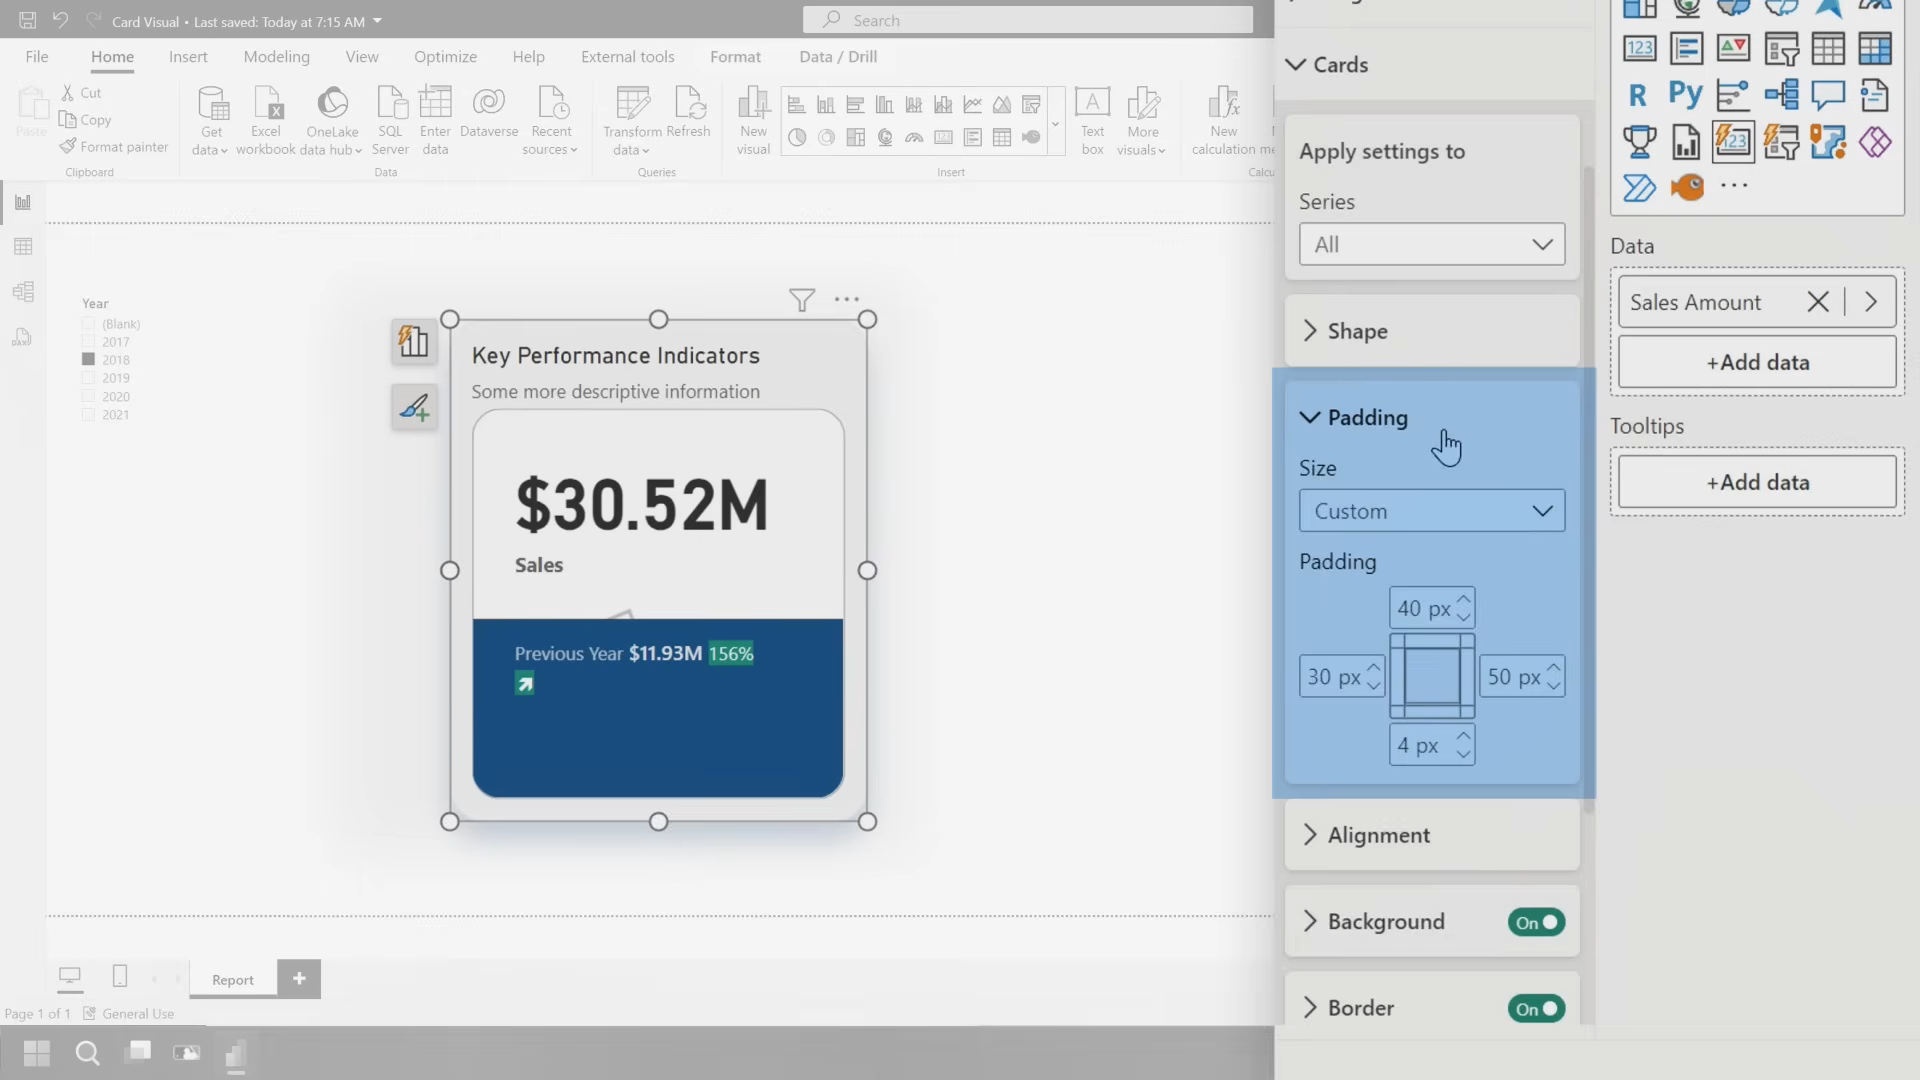 Card Visual • Last saved: Today at 7:15 AM
Search
File Home Insert Modeling View Optimize Help External tools Format Data / Drill
Paste
Cut
Copy
Format painter
Clipboard
Get data
Excel workbook
OneLake data hub
SQL Server
Enter data
Dataverse
Recent sources
Data
Transform data
Refresh
Queries
New visual
Text box
More visuals
Insert
New calculation
Year
(Blank)
2017
2018
2019
2020
2021
Key Performance Indicators
Some more descriptive information
$30.52M
Sales
Previous Year $11.93M 156%
Cards
Apply settings to
Series
All
Shape
Padding
Size
Custom
Padding
40 px
30 px
50 px
4 px
Alignment
Background On
Border On
123
R Py
123
Data
Sales Amount
+Add data
Tooltips
+Add data
Report
+
Page 1 of 1 General Use